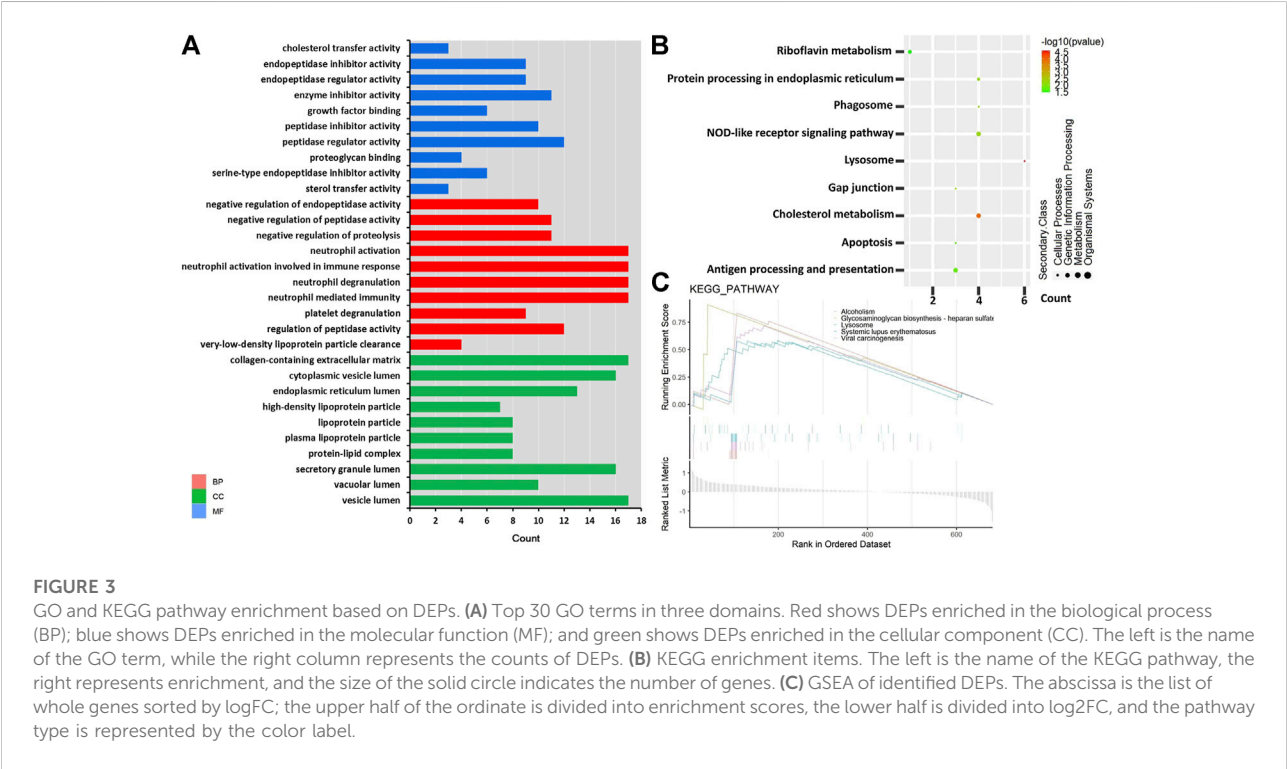 A
cholesterol transfer activity
endopeptidase inhibitor activity
endopeptidase regulator activity
enzyme inhibitor activity
growth factor binding
peptidase inhibitor activity
peptidase regulator activity
proteoglycan binding
serine-type endopeptidase inhibitor activity
sterol transfer activity
negative regulation of endopeptidase activity
negative regulation of peptidase activity
negative regulation of proteolysis
neutrophil activation
neutrophil activation involved in immune response
neutrophil degranulation
neutrophil mediated immunity
platelet degranulation
regulation of peptidase activity
very-low-density lipoprotein particle clearance
collagen-containing extracellular matrix
cytoplasmic vesicle lumen
endoplasmic reticulum lumen
high-density lipoprotein particle
lipoprotein particle
plasma lipoprotein particle
protein-lipid complex
secretory granule lumen
vacuolar lumen
vesicle lumen
BP
CC
MF
0 2 4 6 8 10 12 14 16 18
Count
B
Riboflavin metabolism
Protein processing in endoplasmic reticulum
Phagosome
NOD-like receptor signaling pathway
Lysosome
Gap junction
Cholesterol metabolism
Apoptosis
Antigen processing and presentation
2 4 6 Count
-log10(pvalue)
4.5
4.0
3.5
3.0
2.5
2.0
1.5
Secondary Class
Cellular Processes
Genetic Information Processing
Metabolism
Organismal Systems
C
KEGG_PATHWAY
Alcoholism
Glycosaminoglycan biosynthesis - heparan sulfate
Lysosome
Systemic lupus erythematosus
Viral carcinogenesis
Running Enrichment Score
0.75
0.50
0.25
0.00
Ranked List Metric
1
0
-1
200 400 600
Rank in Ordered Dataset
FIGURE 3
GO and KEGG pathway enrichment based on DEPs. (A) Top 30 GO terms in three domains. Red shows DEPs enriched in the biological process
(BP); blue shows DEPs enriched in the molecular function (MF); and green shows DEPs enriched in the cellular component (CC). The left is the name
of the GO term, while the right column represents the counts of DEPs. (B) KEGG enrichment items. The left is the name of the KEGG pathway, the
right represents enrichment, and the size of the solid circle indicates the number of genes. (C) GSEA of identified DEPs. The abscissa is the list of
whole genes sorted by logFC; the upper half of the ordinate is divided into enrichment scores, the lower half is divided into log2FC, and the pathway
type is represented by the color label.